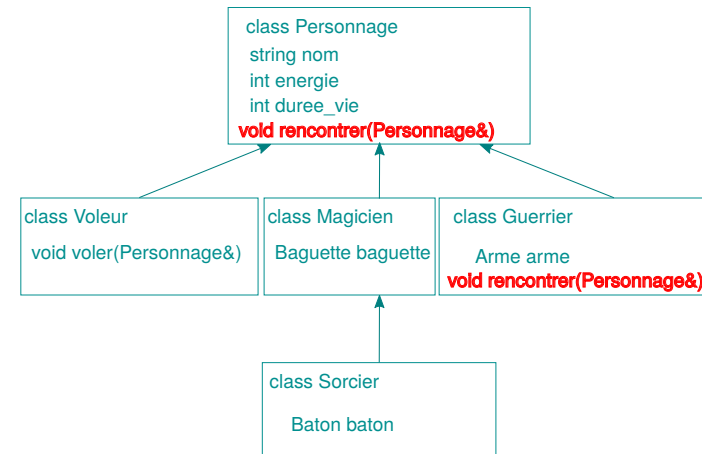 class Personnage
string nom
int energie
int duree_vie
void rencontrer(Personnage&)
class Voleur
void voler(Personnage&)
class Magicien
Baguette baguette
class Guerrier
Arme arme
void rencontrer(Personnage&)
class Sorcier
Baton baton